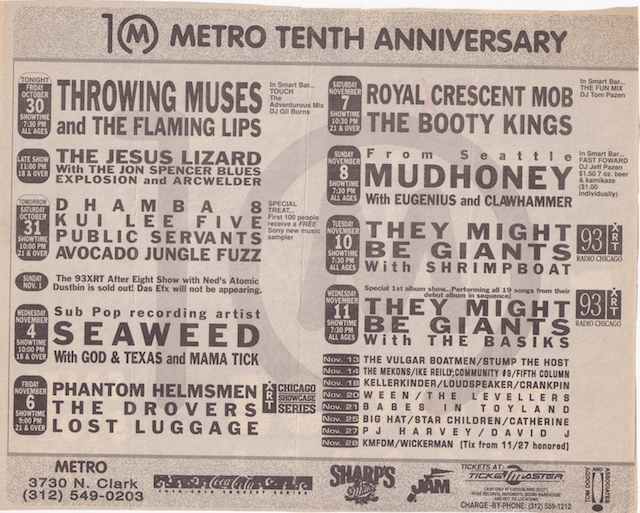 10 M METRO TENTH ANNIVERSARY
TONIGHT
FRIDAY
OCTOBER
30
SHOWTIME
7:30 PM
ALL AGES
THROWING MUSES
and THE FLAMING LIPS
In Smart Bar...
TOUCH
The
Adventurous Mix
DJ Gil Burns
LATE SHOW
11:00 PM
18 & OVER
THE JESUS LIZARD
With THE JON SPENCER BLUES
EXPLOSION and ARCWELDER
TOMORROW
SATURDAY
OCTOBER
31
SHOWTIME
10:00 PM
21 & OVER
DHAMBA 8
KUI LEE FIVE
PUBLIC SERVANTS
AVOCADO JUNGLE FUZZ
SPECIAL
TREAT...
First 100 people
receive a FREE
Sony new music
sampler
SUNDAY
NOV. 1
The 93XRT After Eight Show with Ned's Atomic
Dustbin is sold out! Das Efx will not be appearing.
WEDNESDAY
NOVEMBER
4
SHOWTIME
10:00 PM
18 & OVER
Sub Pop recording artist
SEAWEED
With GOD & TEXAS and MAMA TICK
FRIDAY
NOVEMBER
6
SHOWTIME
9:00 PM
21 & OVER
PHANTOM HELMSMEN
THE DROVERS
LOST LUGGAGE
XRT
CHICAGO
SHOWCASE
SERIES
SATURDAY
NOVEMBER
7
SHOWTIME
10:30 PM
21 & OVER
ROYAL CRESCENT MOB
THE BOOTY KINGS
In Smart Bar...
THE FUN MIX
DJ Tom Pazen
SUNDAY
NOVEMBER
8
SHOWTIME
7:30 PM
ALL AGES
From Seattle
MUDHONEY
With EUGENIUS and CLAWHAMMER
In Smart Bar...
FAST FOWARD
DJ Jeff Pazen
$1.50 7 oz. beer
& kamikaze
($1.00
individually)
TUESDAY
NOVEMBER
10
SHOWTIME
7:30 PM
ALL AGES
THEY MIGHT
BE GIANTS
With SHRIMPBOAT
93 XRT
RADIO CHICAGO
WEDNESDAY
NOVEMBER
11
SHOWTIME
7:30 PM
ALL AGES
Special 1st album show...Performing all 19 songs from their
debut album in sequence!
THEY MIGHT
BE GIANTS
With THE BASIKS
93 XRT
RADIO CHICAGO
Nov. 13 THE VULGAR BOATMEN/STUMP THE HOST
Nov. 14 THE MEKONS/IKE REILLY;COMMUNITY #9/FIFTH COLUMN
Nov. 18 KELLERKINDER/LOUDSPEAKER/CRANKPIN
Nov. 20 WEEN/THE LEVELLERS
Nov. 21 BABES IN TOYLAND
Nov. 25 BIG HAT/STAR CHILDREN/CATHERINE
Nov. 27 PJ HARVEY/DAVID J
Nov. 28 KMFDM/WICKERMAN (Tix from 11/27 honored)
METRO
3730 N. Clark
(312) 549-0203
Coca-Cola
COCA-COLA CONCERT SERIES
SHARP'S
Miller
JAM
TICKETS AT:
TICKETMASTER
CHARGE-BY-PHONE: (312) 559-1212